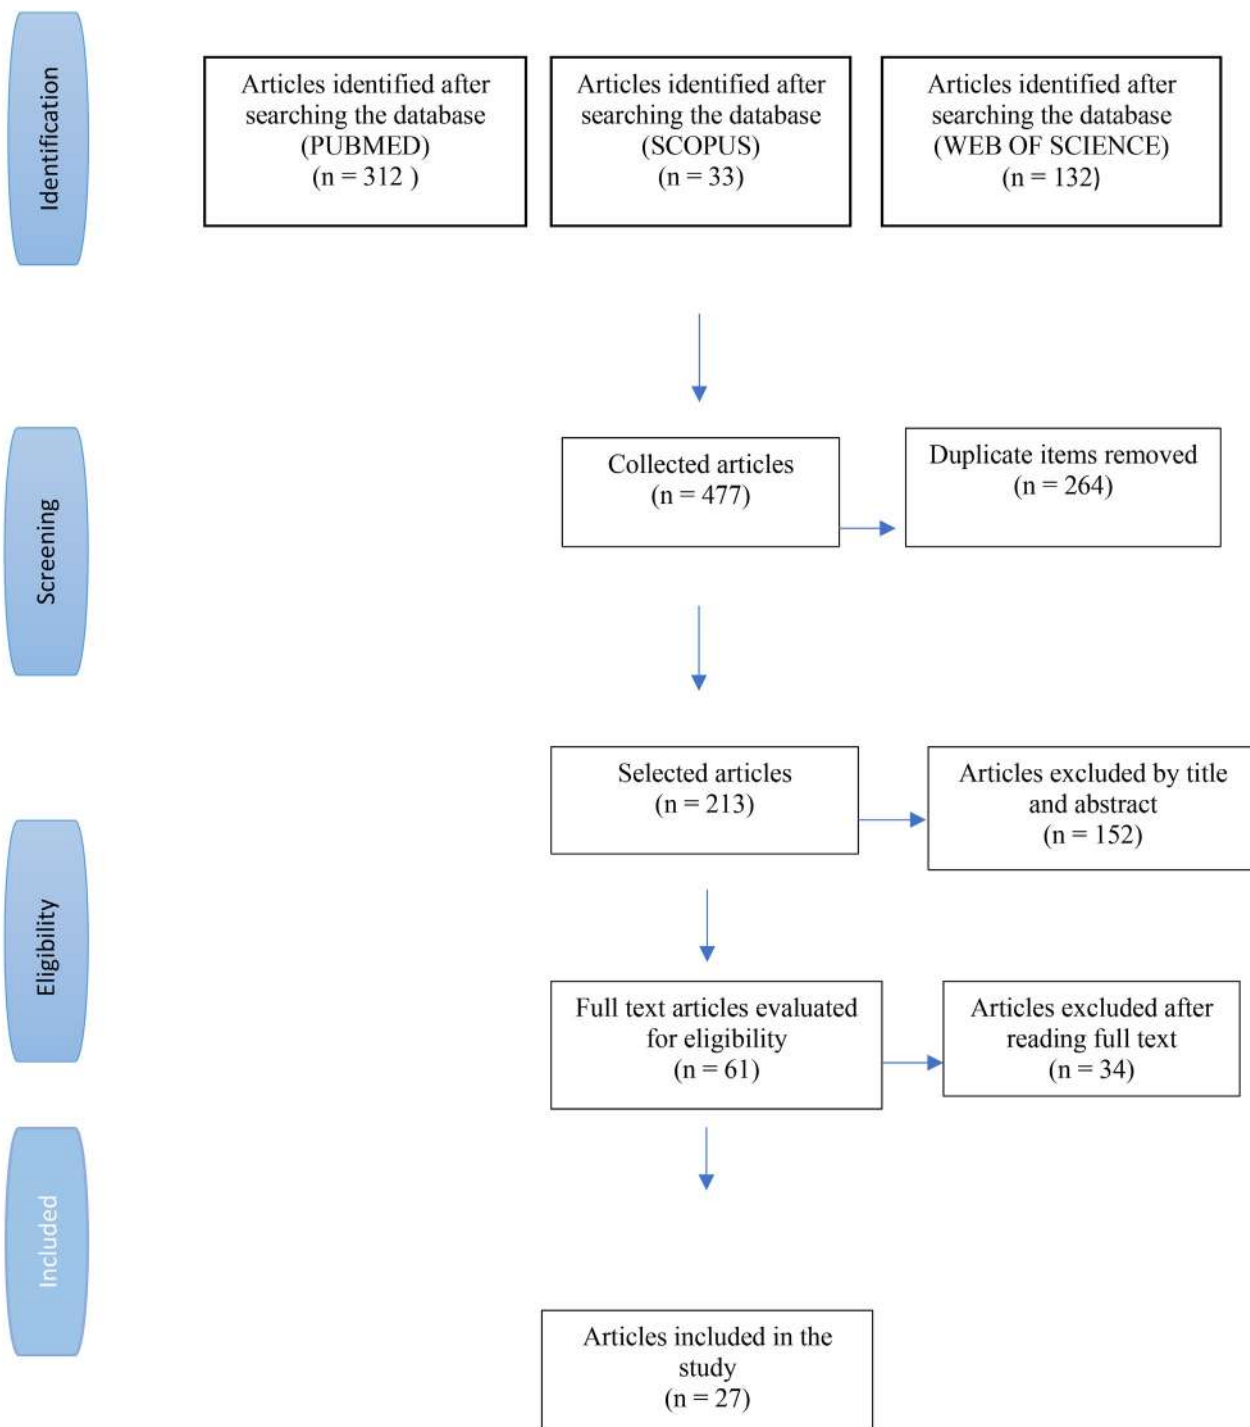 Identification
Articles identified after
searching the database
(PUBMED)
(n = 312 )
Articles identified after
searching the database
(SCOPUS)
(n = 33)
Articles identified after
searching the database
(WEB OF SCIENCE)
(n = 132)
Screening
Collected articles
(n = 477)
Duplicate items removed
(n = 264)
Selected articles
(n = 213)
Articles excluded by title
and abstract
(n = 152)
Eligibility
Full text articles evaluated
for eligibility
(n = 61)
Articles excluded after
reading full text
(n = 34)
Included
Articles included in the
study
(n = 27)